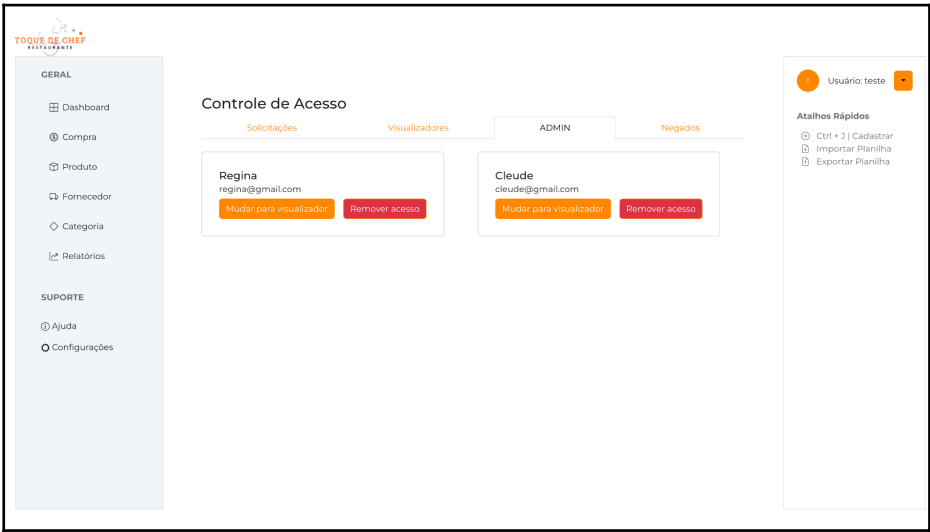 TOQUE DE CHEF
RESTAURANTE
GERAL
Dashboard
Compra
Produto
Fornecedor
Categoria
Relatórios
SUPORTE
Ajuda
Configurações
Controle de Acesso
Solicitações Visualizadores ADMIN Negados
Regina
regina@gmail.com
Mudar para visualizador Remover acesso
Cleude
cleude@gmail.com
Mudar para visualizador Remover acesso
T Usuário: teste
Atalhos Rápidos
Ctrl + J | Cadastrar
Importar Planilha
Exportar Planilha